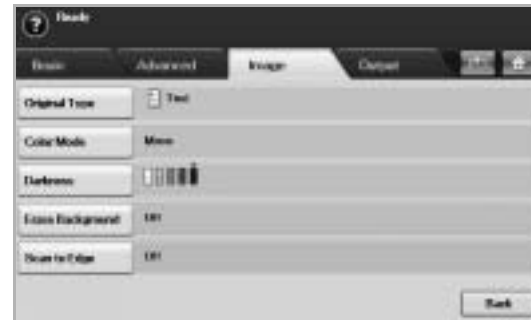 Ready
Basic Advanced Image Output
Original Type Text
Color Mode Mono
Darkness
Erase Background Off
Scan to Edge Off
Back